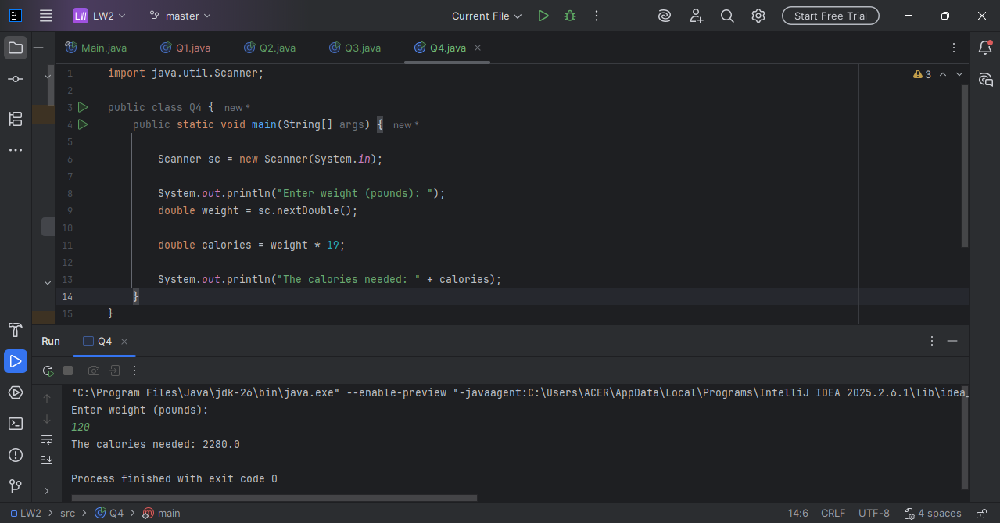 LW LW2 master Current File Start Free Trial
Main.java Q1.java Q2.java Q3.java Q4.java
1 import java.util.Scanner; 3
2
3 public class Q4 { new *
4 public static void main(String[] args) { new *
5
6 Scanner sc = new Scanner(System.in);
7
8 System.out.println("Enter weight (pounds): ");
9 double weight = sc.nextDouble();
10
11 double calories = weight * 19;
12
13 System.out.println("The calories needed: " + calories);
14 }
15 }
Run Q4
"C:\Program Files\Java\jdk-26\bin\java.exe" --enable-preview "-javaagent:C:\Users\ACER\AppData\Local\Programs\IntelliJ IDEA 2025.2.6.1\lib\idea_
Enter weight (pounds):
120
The calories needed: 2280.0
Process finished with exit code 0
LW2 > src > Q4 > main 14:6 CRLF UTF-8 4 spaces